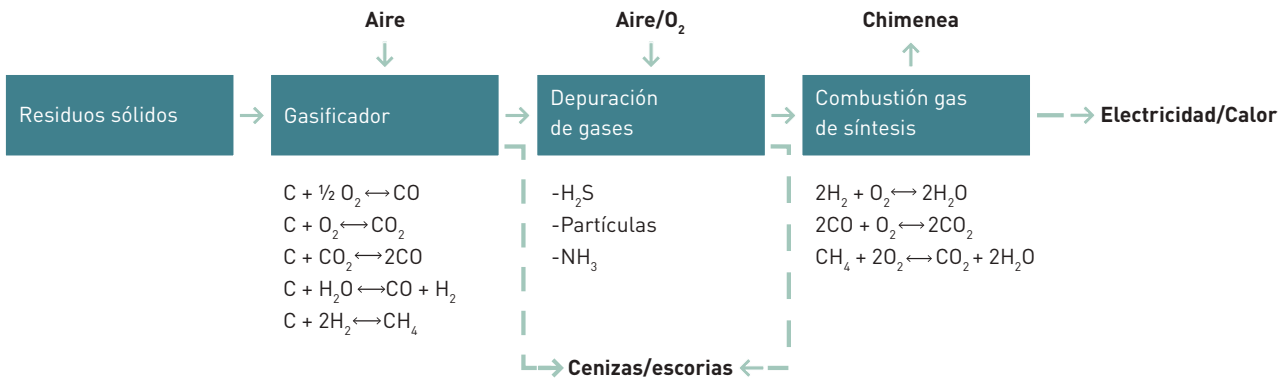 Aire
Aire/O₂
Chimenea
Residuos sólidos
Gasificador
Depuración
de gases
Combustión gas
de síntesis
Electricidad/Calor
C + ½ O₂ ⟷ CO
C + O₂ ⟷ CO₂
C + CO₂ ⟷ 2CO
C + H₂O ⟷ CO + H₂
C + 2H₂ ⟷ CH₄
-H₂S
-Partículas
-NH₃
2H₂ + O₂ ⟷ 2H₂O
2CO + O₂ ⟷ 2CO₂
CH₄ + 2O₂ ⟷ CO₂ + 2H₂O
Cenizas/escorias